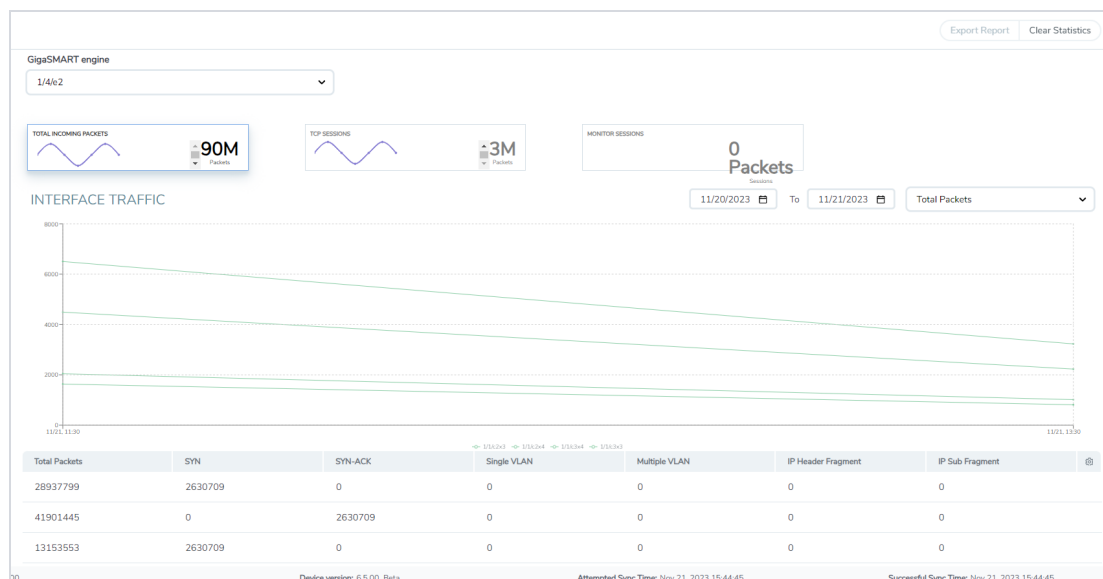 Export Report Clear Statistics
GigaSMART engine
1/4/e2
TOTAL INCOMING PACKETS
90M
Packets
TCP SESSIONS
3M
Packets
MONITOR SESSIONS
0
Packets
Sessions
INTERFACE TRAFFIC
11/20/2023 To 11/21/2023 Total Packets
8000
6000
4000
2000
0
11/21, 11:30 11/21, 13:30
Total Packets SYN SYN-ACK Single VLAN Multiple VLAN IP Header Fragment IP Sub Fragment
28937799 2630709 0 0 0 0 0
41901445 0 2630709 0 0 0 0
13153553 2630709 0 0 0 0 0
Device version: 6.5.00_Beta Attempted Sync Time: Nov 21, 2023 15:44:45 Successful Sync Time: Nov 21, 2023 15:44:45